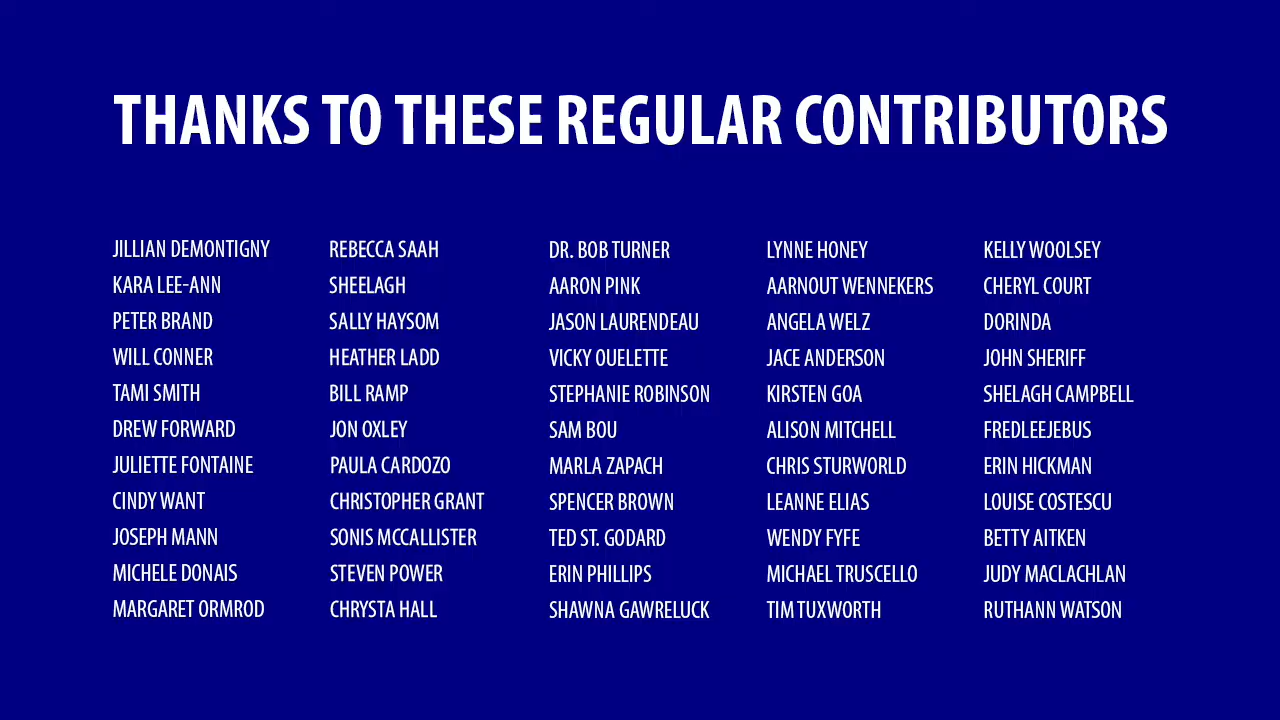 THANKS TO THESE REGULAR CONTRIBUTORS
JILLIAN DEMONTIGNY
KARA LEE-ANN
PETER BRAND
WILL CONNER
TAMI SMITH
DREW FORWARD
JULIETTE FONTAINE
CINDY WANT
JOSEPH MANN
MICHELE DONAIS
MARGARET ORMROD
REBECCA SAAH
SHEELAGH
SALLY HAYSOM
HEATHER LADD
BILL RAMP
JON OXLEY
PAULA CARDOZO
CHRISTOPHER GRANT
SONIS MCCALLISTER
STEVEN POWER
CHRYSTA HALL
DR. BOB TURNER
AARON PINK
JASON LAURENDEAU
VICKY OUELETTE
STEPHANIE ROBINSON
SAM BOU
MARLA ZAPACH
SPENCER BROWN
TED ST. GODARD
ERIN PHILLIPS
SHAWNA GAWRELUCK
LYNNE HONEY
AARNOUT WENNEKERS
ANGELA WELZ
JACE ANDERSON
KIRSTEN GOA
ALISON MITCHELL
CHRIS STURWORLD
LEANNE ELIAS
WENDY FYFE
MICHAEL TRUSCELLO
TIM TUXWORTH
KELLY WOOLSEY
CHERYL COURT
DORINDA
JOHN SHERIFF
SHELAGH CAMPBELL
FREDLEEJEBUS
ERIN HICKMAN
LOUISE COSTESCU
BETTY AITKEN
JUDY MACLACHLAN
RUTHANN WATSON